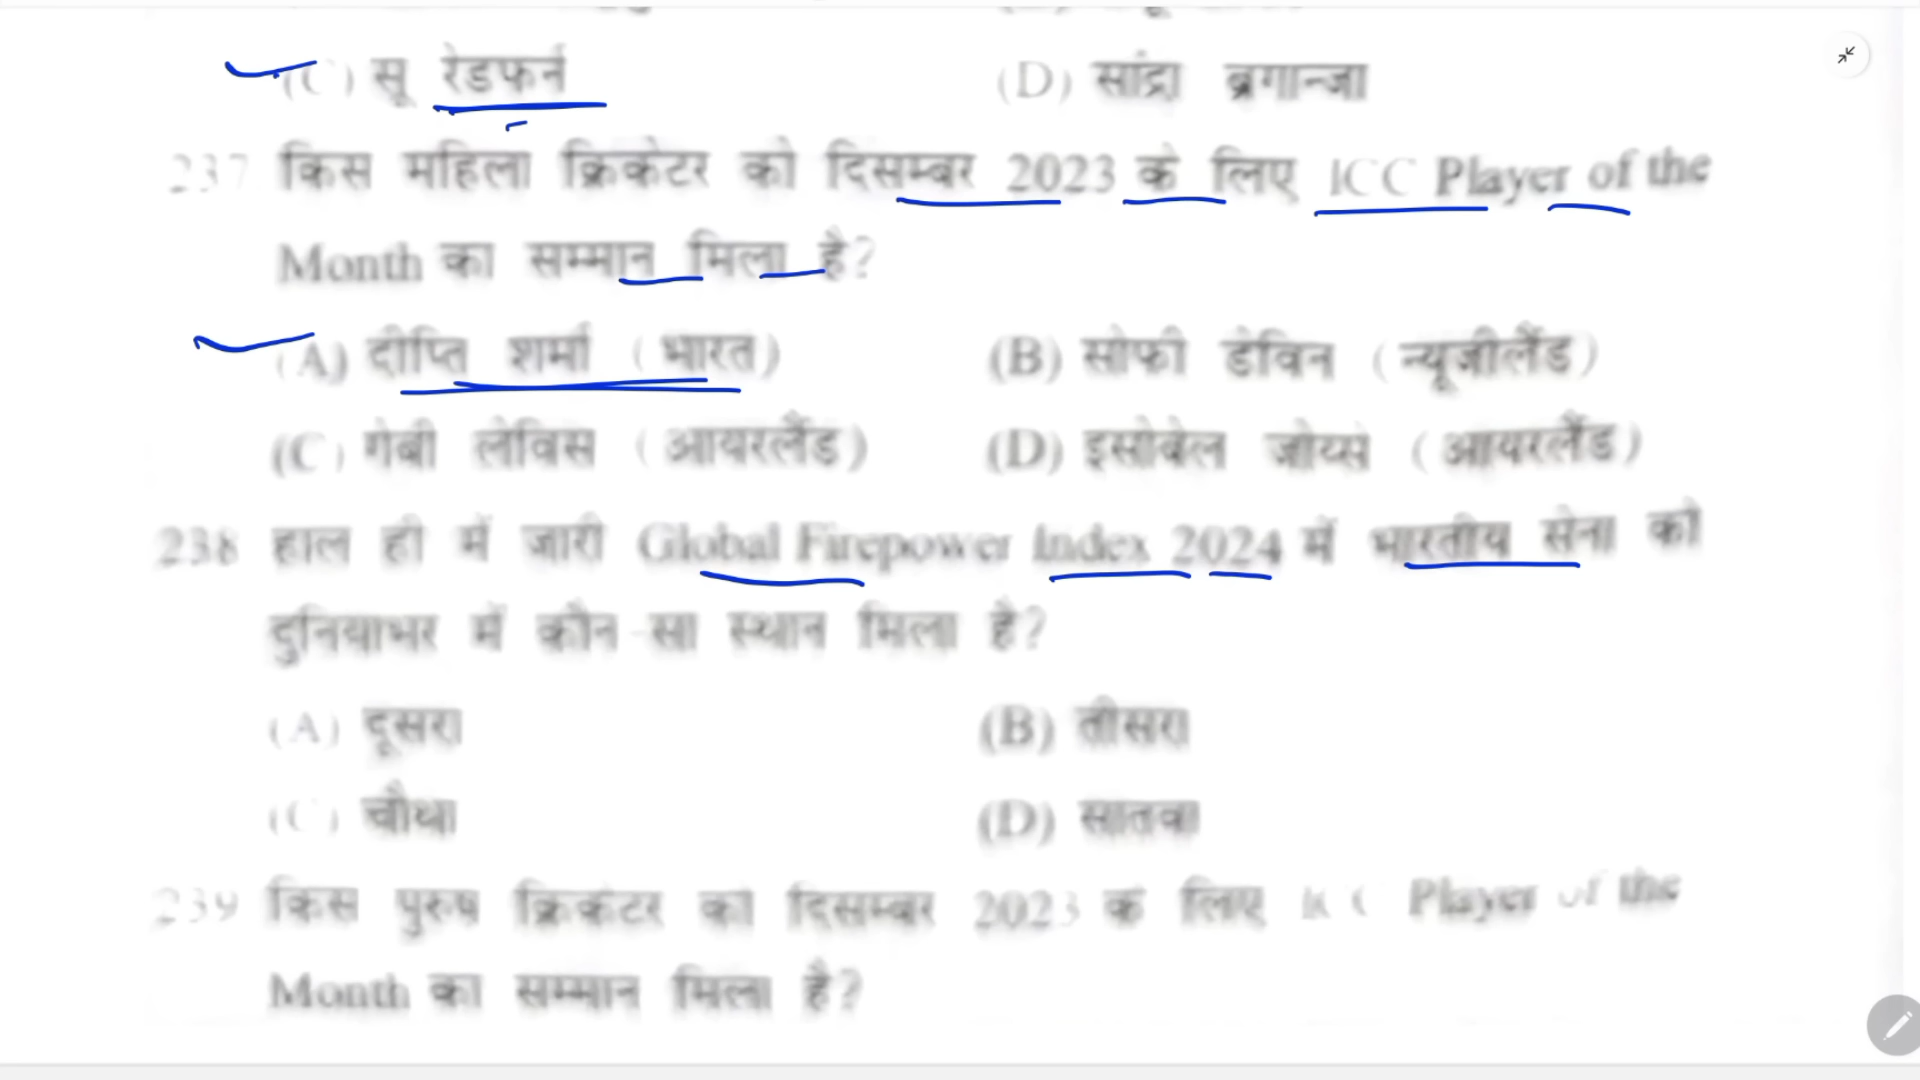 (C) सू रेडफर्न (D) सांद्रा ब्रगान्जा
237 किस महिला क्रिकेटर को दिसम्बर 2023 के लिए ICC Player of the
Month का सम्मान मिला है?
(A) दीप्ति शर्मा (भारत) (B) सोफी डेविन (न्यूजीलैंड)
(C) गेबी लेविस (आयरलैंड) (D) इसोबेल जोय्स (आयरलैंड)
238 हाल ही में जारी Global Firepower Index 2024 में भारतीय सेना को
दुनियाभर में कौन-सा स्थान मिला है?
(A) दूसरा (B) तीसरा
(C) चौथा (D) सातवा
239 किस पुरुष क्रिकेटर को दिसम्बर 2023 के लिए ICC Player of the
Month का सम्मान मिला है?